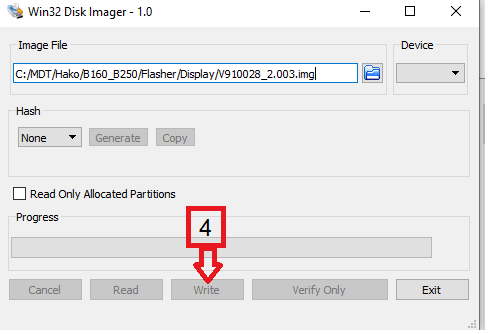 Win32 Disk Imager - 1.0
Image File
Device
C:/MDT/Hako/B160_B250/Flasher/Display/V910028_2.003.img
Hash
None
Generate
Copy
Read Only Allocated Partitions
Progress
4
Cancel
Read
Write
Verify Only
Exit